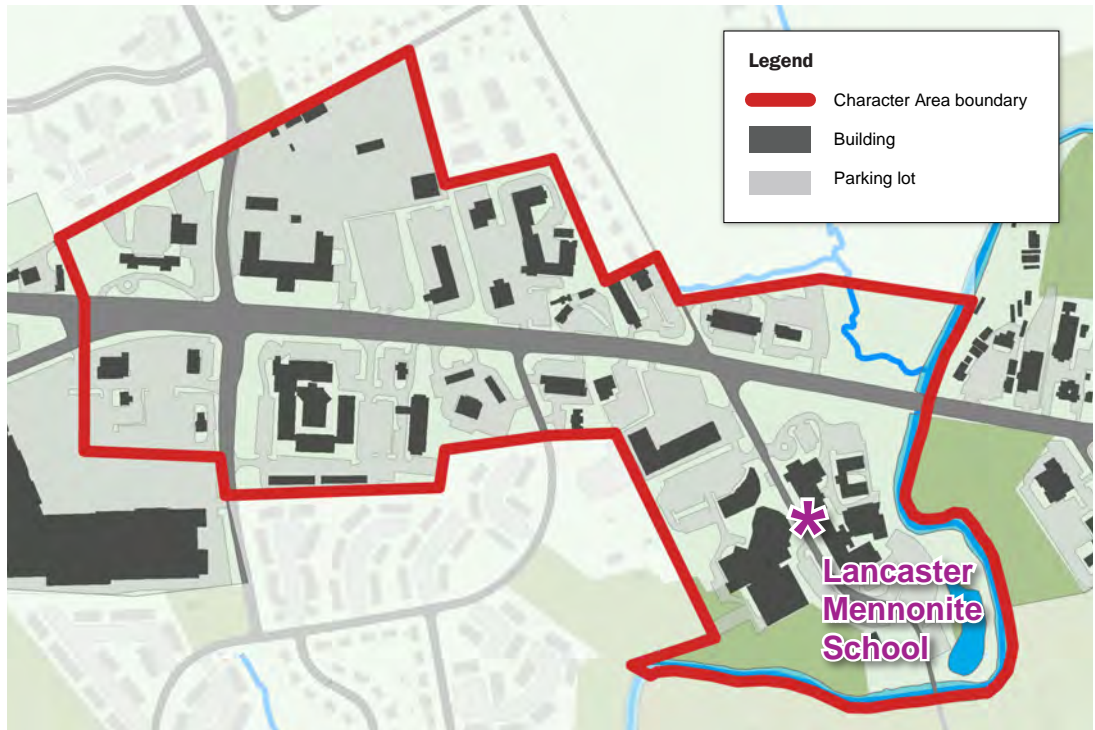 Legend
Character Area boundary
Building
Parking lot
Lancaster
Mennonite
School